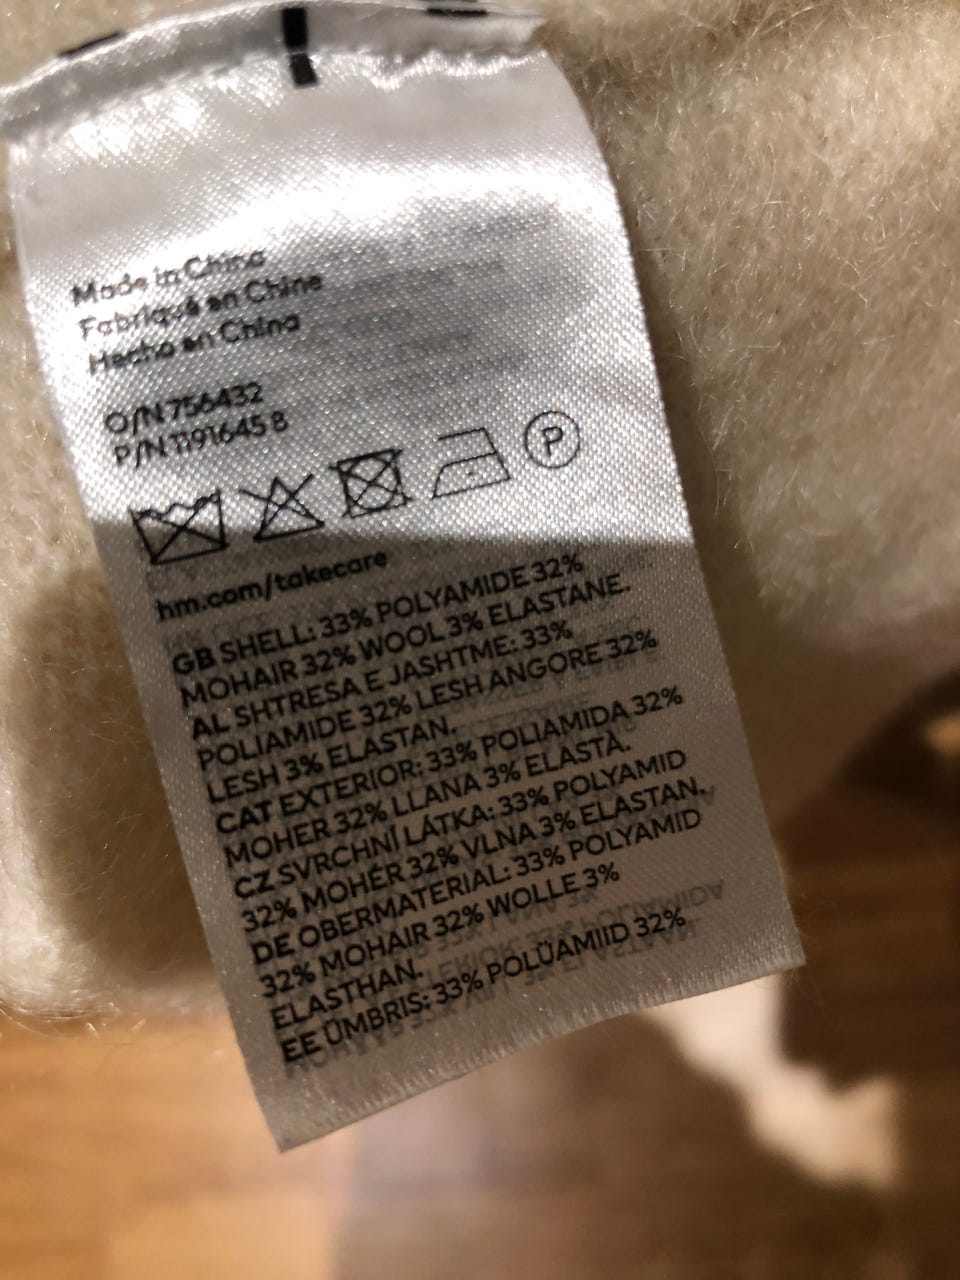 Made in China
Fabriqué en Chine
Hecho en China
O/N 756432
P/N 1191645 8
P
hm.com/takecare
GB SHELL: 33% POLYAMIDE 32%
MOHAIR 32% WOOL 3% ELASTANE.
AL SHTRESA E JASHTME: 33%
POLIAMIDE 32% LESH ANGORE 32%
LESH 3% ELASTAN.
CAT EXTERIOR: 33% POLIAMIDA 32%
MOHER 32% LLANA 3% ELASTÀ.
CZ SVRCHNÍ LÁTKA: 33% POLYAMID
32% MOHÉR 32% VLNA 3% ELASTAN.
DE OBERMATERIAL: 33% POLYAMID
32% MOHAIR 32% WOLLE 3%
ELASTHAN.
EE ÜMBRIS: 33% POLÜAMIID 32%